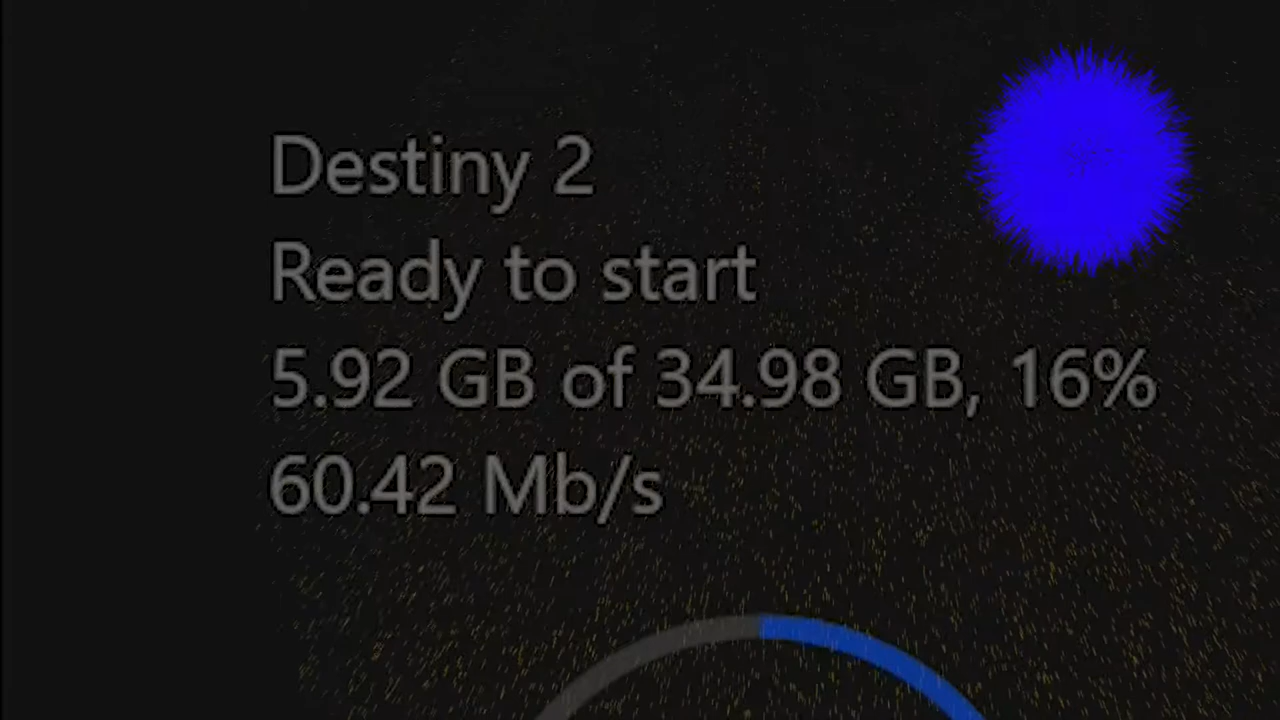 Destiny 2
Ready to start
5.92 GB of 34.98 GB, 16%
60.42 Mb/s